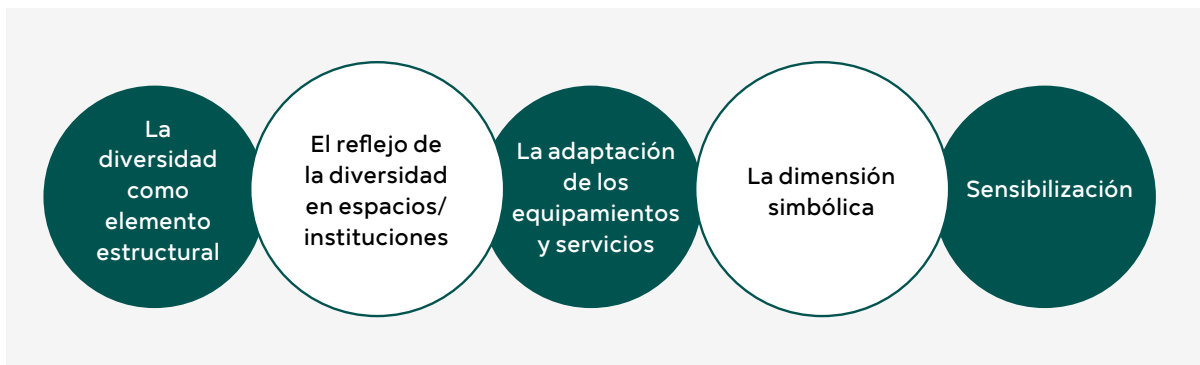 La
diversidad
como
elemento
estructural
El reflejo de
la diversidad
en espacios/
instituciones
La adaptación
de los
equipamientos
y servicios
La dimensión
simbólica
Sensibilización